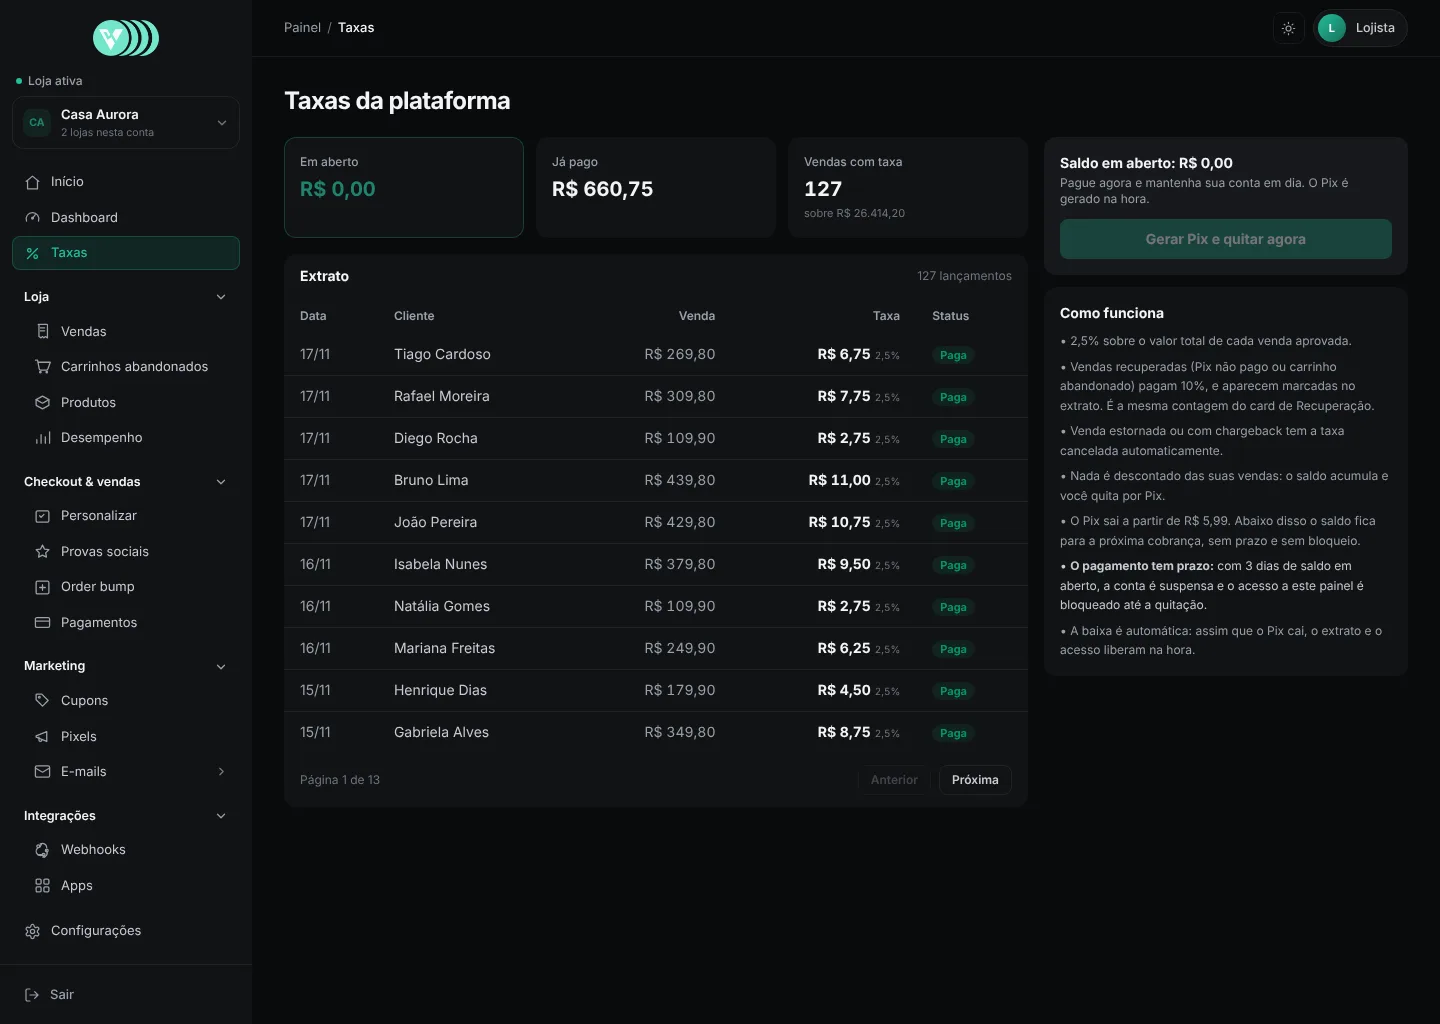 Painel / Taxas
L
Lojista
Loja ativa
CA
Casa Aurora
2 lojas nesta conta
Início
Dashboard
Taxas
Loja
Vendas
Carrinhos abandonados
Produtos
Desempenho
Checkout & vendas
Personalizar
Provas sociais
Order bump
Pagamentos
Marketing
Cupons
Pixels
E-mails
Integrações
Webhooks
Apps
Configurações
Sair
Taxas da plataforma
Em aberto
R$ 0,00
Já pago
R$ 660,75
Vendas com taxa
127
sobre R$ 26.414,20
Extrato
127 lançamentos
Data Cliente Venda Taxa Status
17/11 Tiago Cardoso R$ 269,80 R$ 6,75 2,5% Paga
17/11 Rafael Moreira R$ 309,80 R$ 7,75 2,5% Paga
17/11 Diego Rocha R$ 109,90 R$ 2,75 2,5% Paga
17/11 Bruno Lima R$ 439,80 R$ 11,00 2,5% Paga
17/11 João Pereira R$ 429,80 R$ 10,75 2,5% Paga
16/11 Isabela Nunes R$ 379,80 R$ 9,50 2,5% Paga
16/11 Natália Gomes R$ 109,90 R$ 2,75 2,5% Paga
16/11 Mariana Freitas R$ 249,90 R$ 6,25 2,5% Paga
15/11 Henrique Dias R$ 179,90 R$ 4,50 2,5% Paga
15/11 Gabriela Alves R$ 349,80 R$ 8,75 2,5% Paga
Página 1 de 13
Anterior
Próxima
Saldo em aberto: R$ 0,00
Pague agora e mantenha sua conta em dia. O Pix é
gerado na hora.
Gerar Pix e quitar agora
Como funciona
• 2,5% sobre o valor total de cada venda aprovada.
• Vendas recuperadas (Pix não pago ou carrinho
abandonado) pagam 10%, e aparecem marcadas no
extrato. É a mesma contagem do card de Recuperação.
• Venda estornada ou com chargeback tem a taxa
cancelada automaticamente.
• Nada é descontado das suas vendas: o saldo acumula e
você quita por Pix.
• O Pix sai a partir de R$ 5,99. Abaixo disso o saldo fica
para a próxima cobrança, sem prazo e sem bloqueio.
• O pagamento tem prazo: com 3 dias de saldo em
aberto, a conta é suspensa e o acesso a este painel é
bloqueado até a quitação.
• A baixa é automática: assim que o Pix cai, o extrato e o
acesso liberam na hora.